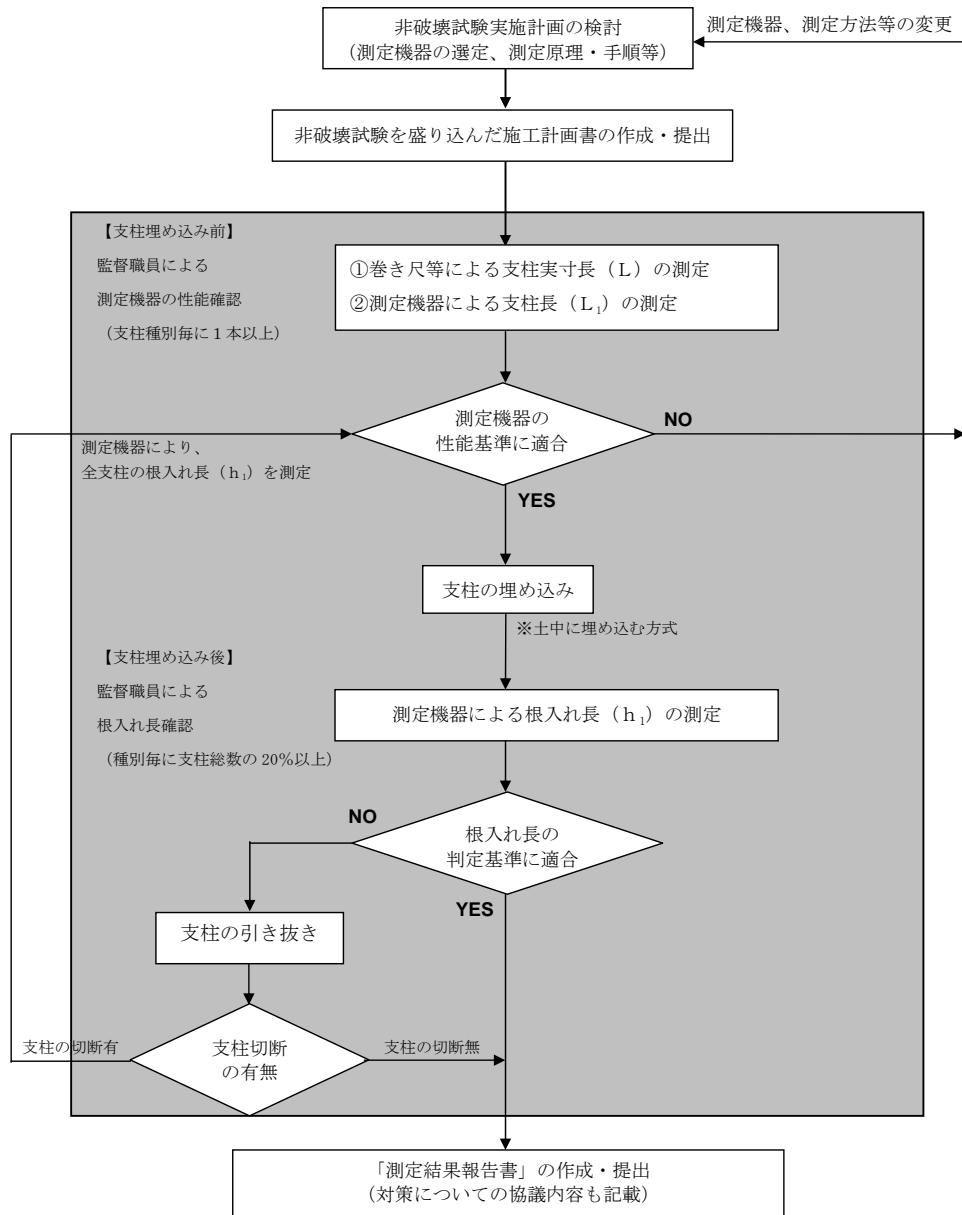 非破壊試験実施計画の検討
（測定機器の選定、測定原理・手順等）
測定機器、測定方法等の変更
非破壊試験を盛り込んだ施工計画書の作成・提出
【支柱埋め込み前】
監督職員による
測定機器の性能確認
（支柱種別毎に１本以上）
①巻き尺等による支柱実寸長（Ｌ）の測定
②測定機器による支柱長（Ｌ₁）の測定
測定機器の
性能基準に適合
NO
測定機器により、
全支柱の根入れ長（ｈ₁）を測定
YES
支柱の埋め込み
※土中に埋め込む方式
【支柱埋め込み後】
監督職員による
根入れ長確認
（種別毎に支柱総数の 20％以上）
測定機器による根入れ長（ｈ₁）の測定
NO
根入れ長の
判定基準に適合
YES
支柱の引き抜き
支柱の切断有
支柱切断
の有無
支柱の切断無
「測定結果報告書」の作成・提出
（対策についての協議内容も記載）